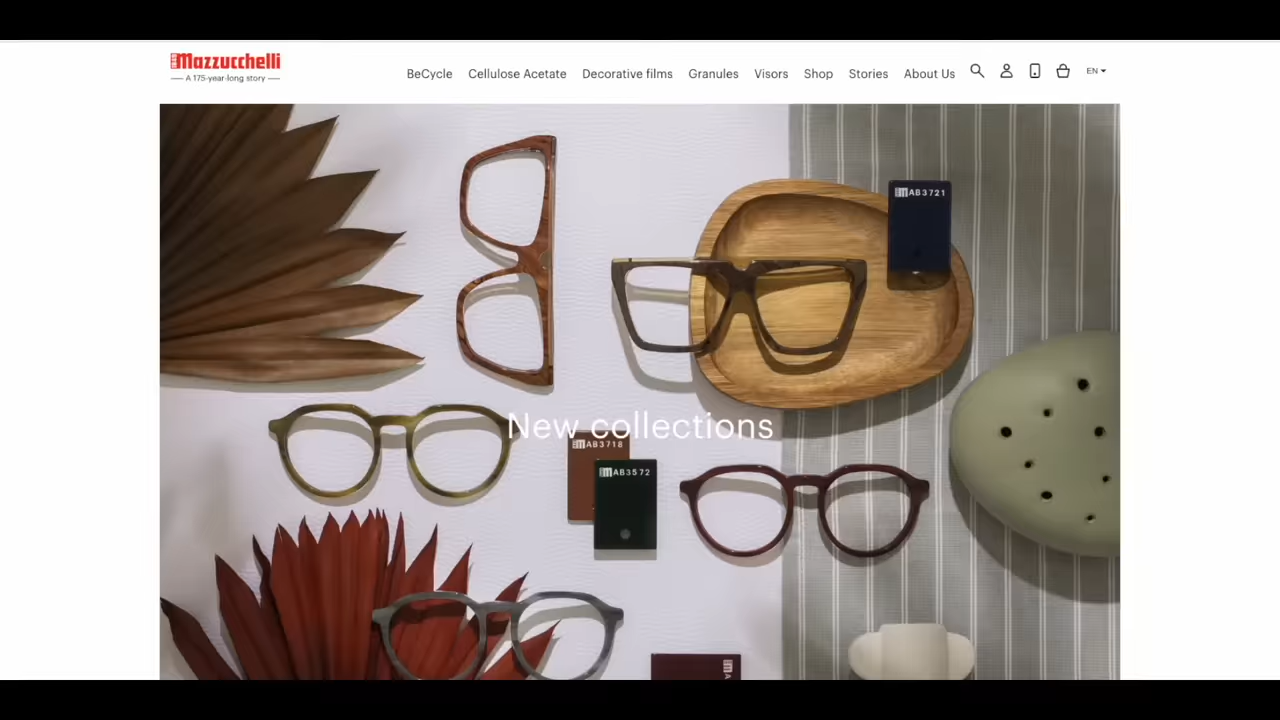 Mazzucchelli
A 175-year-long story
BeCycle Cellulose Acetate Decorative films Granules Visors Shop Stories About Us EN
AB3721
New collections
AB3718
AB3572